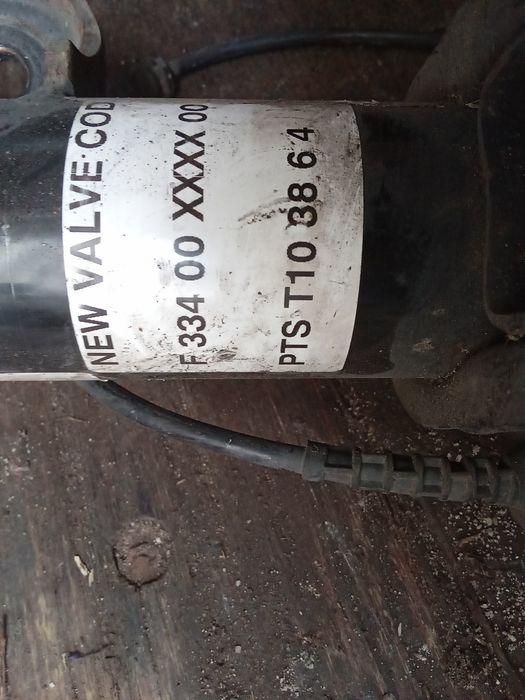 NEW VALVE COD
F 334 00 XXXX 00
PTS T10 38 64